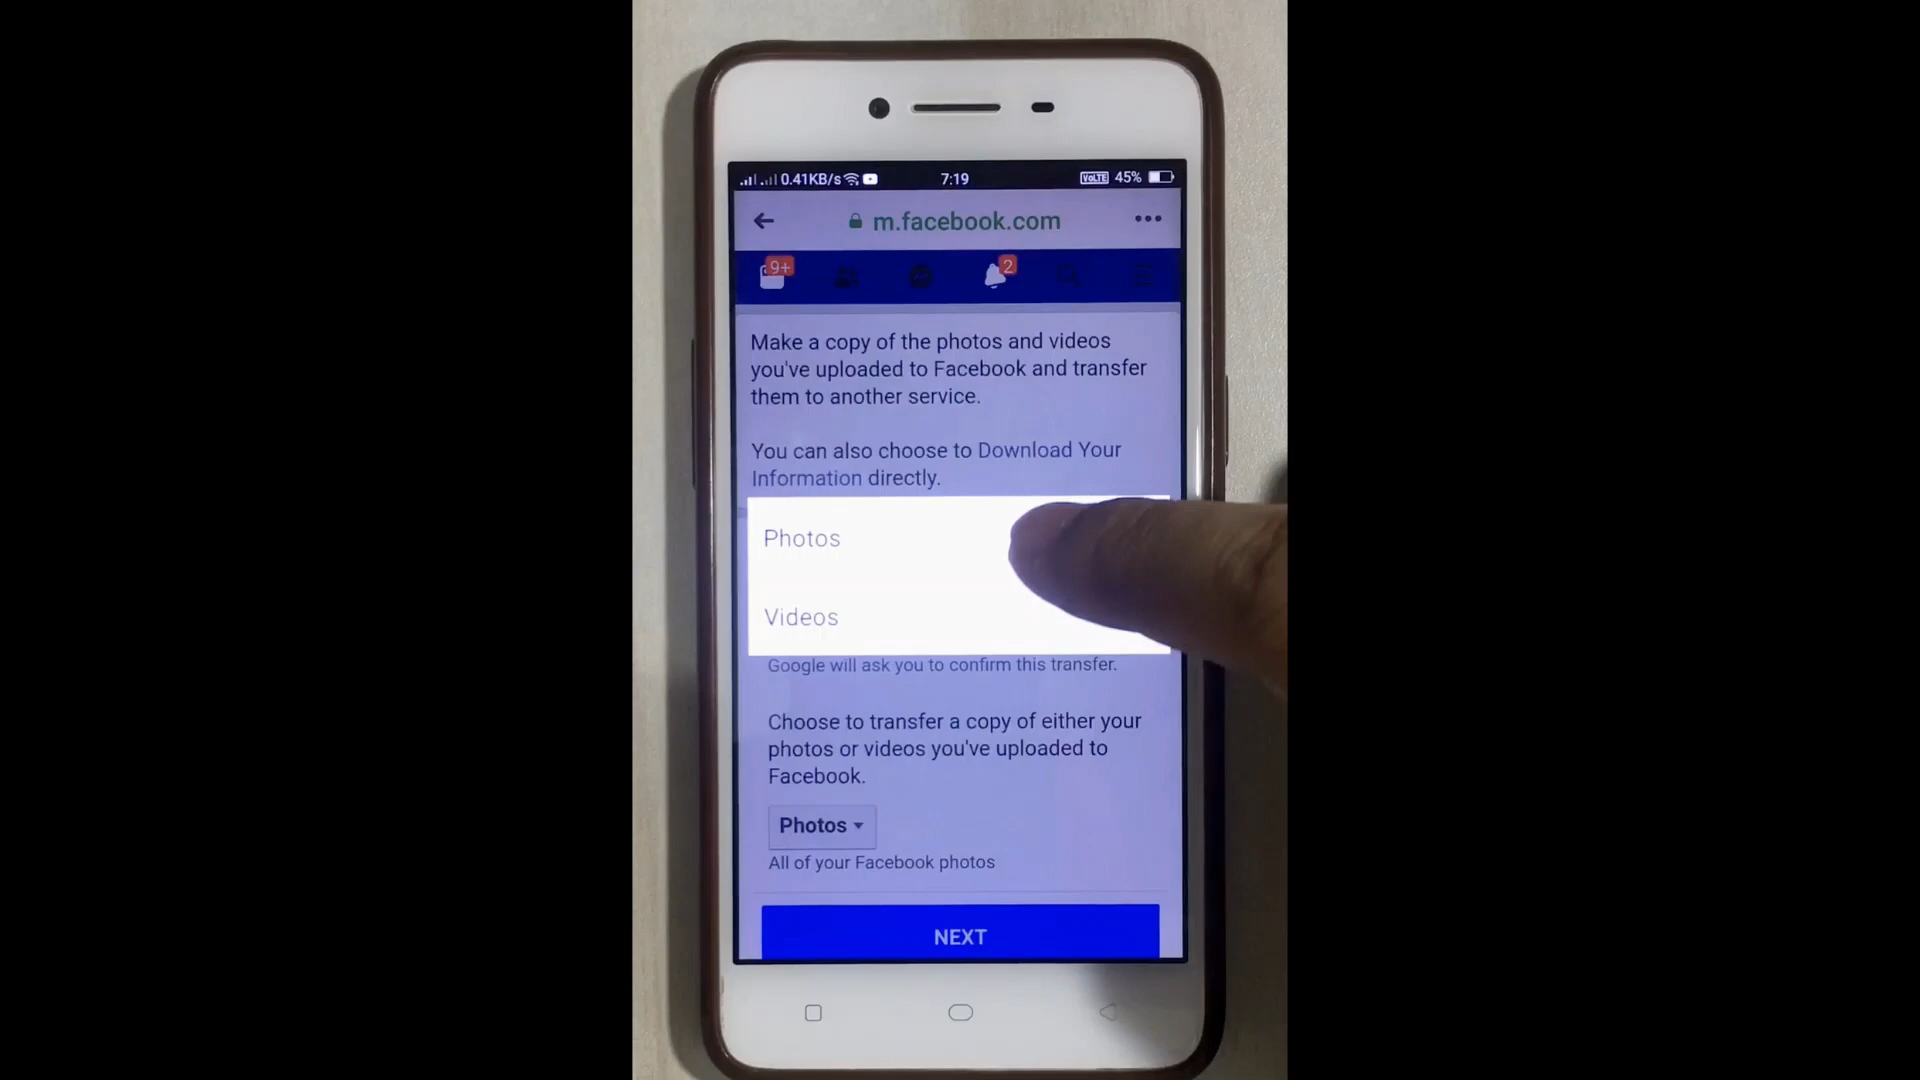 0.41KB/s 7:19 VoLTE 45%
m.facebook.com
9+ 2
Make a copy of the photos and videos
you've uploaded to Facebook and transfer
them to another service.
You can also choose to Download Your
Information directly.
Photos
Videos
Google will ask you to confirm this transfer.
Choose to transfer a copy of either your
photos or videos you've uploaded to
Facebook.
Photos
All of your Facebook photos
NEXT